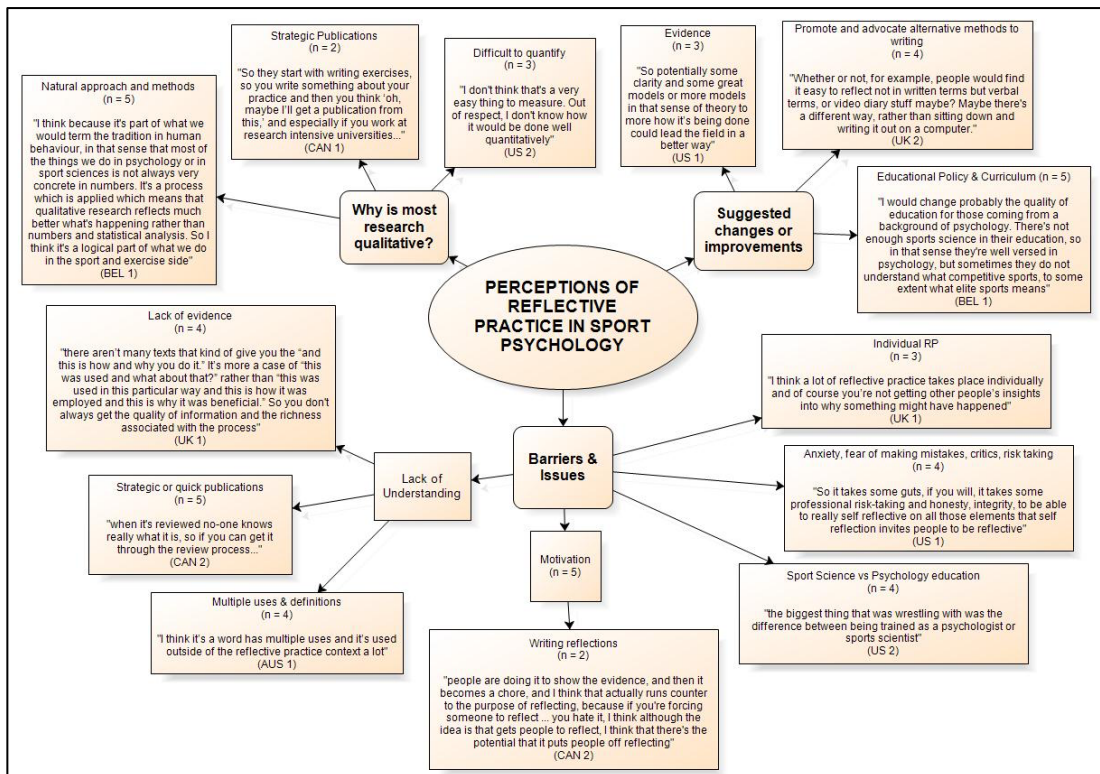 Strategic Publications
(n = 2)
"So they start with writing exercises,
so you write something about your
practice and then you think 'oh,
maybe I'll get a publication from
this,' and especially if you work at
research intensive universities..."
(CAN 1)
Difficult to quantify
(n = 3)
"I don't think that's a very
easy thing to measure. Out
of respect, I don't know how
it would be done well
quantitatively"
(US 2)
Evidence
(n = 3)
"So potentially some
clarity and some great
models or more models
in that sense of theory to
more how it's being done
could lead the field in a
better way"
(US 1)
Promote and advocate alternative methods to
writing
(n = 4)
"Whether or not, for example, people would find
it easy to reflect not in written terms but verbal
terms, or video diary stuff maybe? Maybe there's
a different way, rather than sitting down and
writing it out on a computer."
(UK 2)
Natural approach and methods
(n = 5)
"I think because it's part of what we
would term the tradition in human
behaviour, in that sense that most of
the things we do in psychology or in
sport sciences is not always very
concrete in numbers. It's a process
which is applied which means that
qualitative research reflects much
better what's happening rather than
numbers and statistical analysis. So I
think it's a logical part of what we do
in the sport and exercise side"
(BEL 1)
Why is most
research
qualitative?
Suggested
changes or
improvements
Educational Policy & Curriculum (n = 5)
"I would change probably the quality of
education for those coming from a
background of psychology. There's not
enough sports science in their education, so
in that sense they're well versed in
psychology, but sometimes they do not
understand what competitive sports, to some
extent what elite sports means"
(BEL 1)
PERCEPTIONS OF
REFLECTIVE
PRACTICE IN SPORT
PSYCHOLOGY
Lack of evidence
(n = 4)
"there aren't many texts that kind of give you the "and
this is how and why you do it." It's more a case of "this
was used and what about that?" rather than "this was
used in this particular way and this is how it was
employed and this is why it was beneficial." So you don't
always get the quality of information and the richness
associated with the process"
(UK 1)
Individual RP
(n = 3)
"I think a lot of reflective practice takes place individually
and of course you're not getting other people's insights
into why something might have happened"
(UK 1)
Barriers &
Issues
Lack of
Understanding
Anxiety, fear of making mistakes, critics, risk taking
(n = 4)
"So it takes some guts, if you will, it takes some
professional risk-taking and honesty, integrity, to be able
to really self reflective on all those elements that self
reflection invites people to be reflective"
(US 1)
Strategic or quick publications
(n = 5)
"when it's reviewed no-one knows
really what it is, so if you can get it
through the review process..."
(CAN 2)
Motivation
(n = 5)
Sport Science vs Psychology education
(n = 4)
"the biggest thing that was wrestling with was the
difference between being trained as a psychologist or
sports scientist"
(US 2)
Multiple uses & definitions
(n = 4)
"I think it's a word has multiple uses and it's used
outside of the reflective practice context a lot"
(AUS 1)
Writing reflections
(n = 2)
"people are doing it to show the evidence, and then it
becomes a chore, and I think that actually runs counter
to the purpose of reflecting, because if you're forcing
someone to reflect ... you hate it, I think although the
idea is that gets people to reflect, I think that there's the
potential that it puts people off reflecting"
(CAN 2)